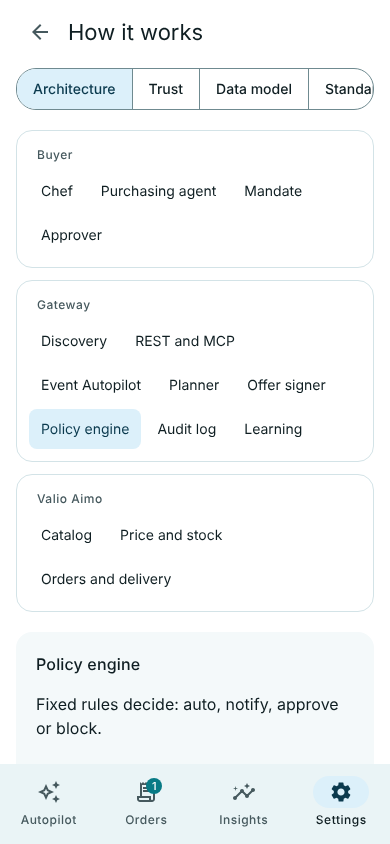 How it works
Architecture Trust Data model Standa
Buyer
Chef Purchasing agent Mandate
Approver
Gateway
Discovery REST and MCP
Event Autopilot Planner Offer signer
Policy engine Audit log Learning
Valio Aimo
Catalog Price and stock
Orders and delivery
Policy engine
Fixed rules decide: auto, notify, approve
or block.
1
Autopilot Orders Insights Settings